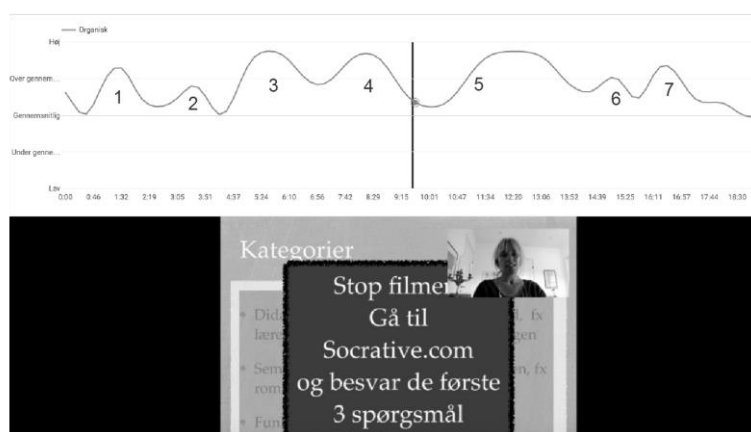 Organisk
Høj
Over gennem...
Gennemsnitlig
Under genne...
Lav
1
2
3
4
5
6
7
0:00 0:46 1:32 2:19 3:05 3:51 4:37 5:24 6:10 6:56 7:42 8:29 9:15 10:01 10:47 11:34 12:20 13:06 13:52 14:39 15:25 16:11 16:57 17:44 18:30
Kategorier
Stop filmen
Gå til
Socrative.com
og besvar de første
3 spørgsmål
fx
fx